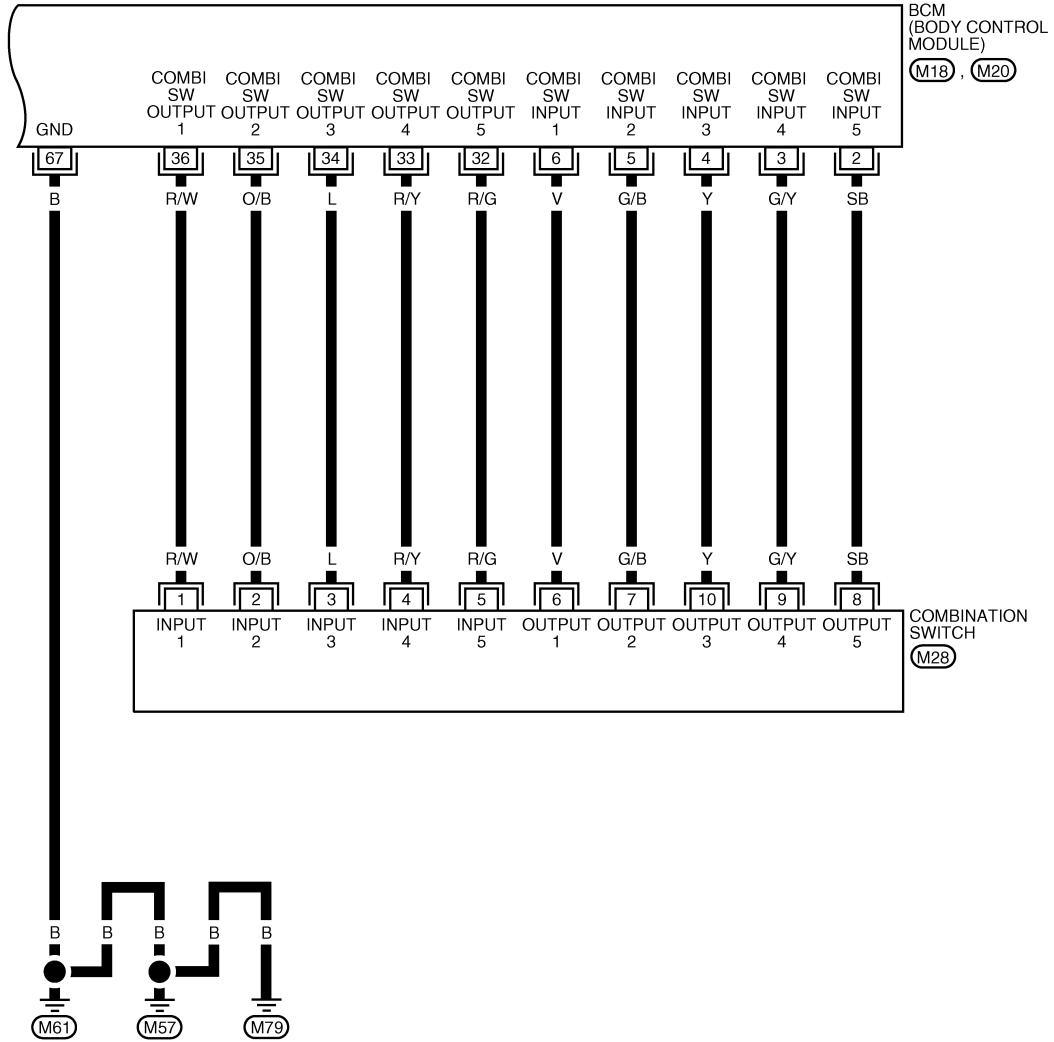 BCM
(BODY CONTROL
MODULE)
M18 , M20
COMBI COMBI COMBI COMBI COMBI COMBI COMBI COMBI COMBI COMBI
SW SW SW SW SW SW SW SW SW SW
OUTPUT OUTPUT OUTPUT OUTPUT OUTPUT INPUT INPUT INPUT INPUT INPUT
GND 1 2 3 4 5 1 2 3 4 5
67 36 35 34 33 32 6 5 4 3 2
B R/W O/B L R/Y R/G V G/B Y G/Y SB
R/W O/B L R/Y R/G V G/B Y G/Y SB
1 2 3 4 5 6 7 10 9 8
INPUT INPUT INPUT INPUT INPUT OUTPUT OUTPUT OUTPUT OUTPUT OUTPUT
1 2 3 4 5 1 2 3 4 5
COMBINATION
SWITCH
M28
B B B B B
M61 M57 M79